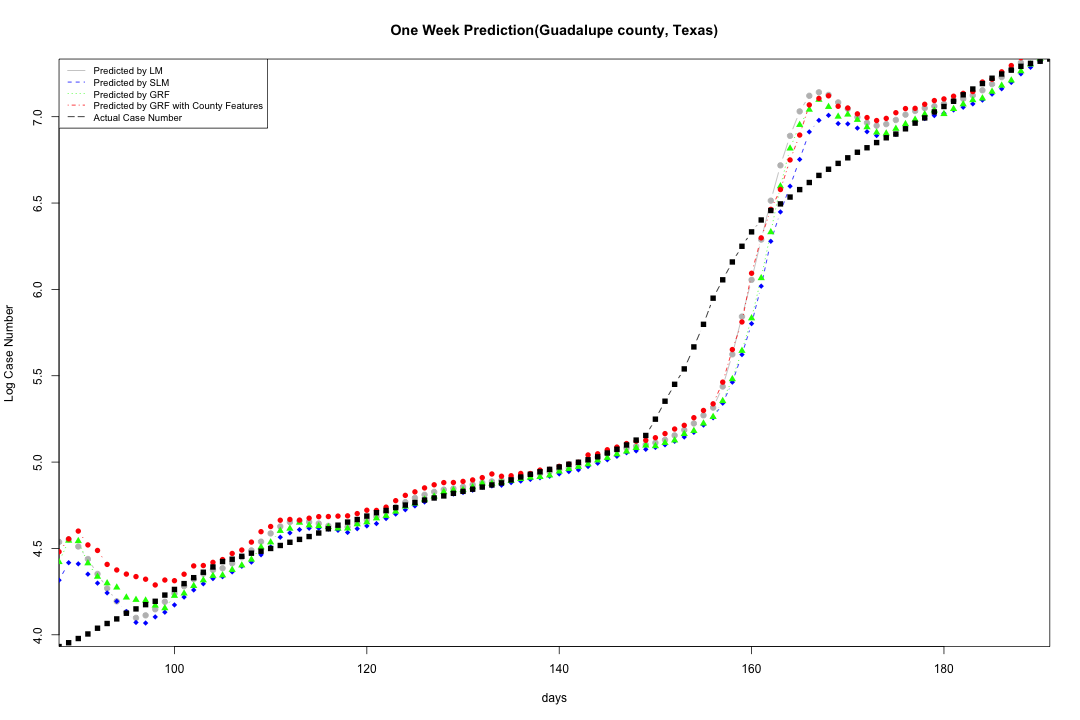 One Week Prediction(Guadalupe county, Texas)
Predicted by LM
Predicted by SLM
Predicted by GRF
Predicted by GRF with County Features
Actual Case Number
7.0
6.5
6.0
5.5
5.0
4.5
4.0
Log Case Number
100
120
140
160
180
days